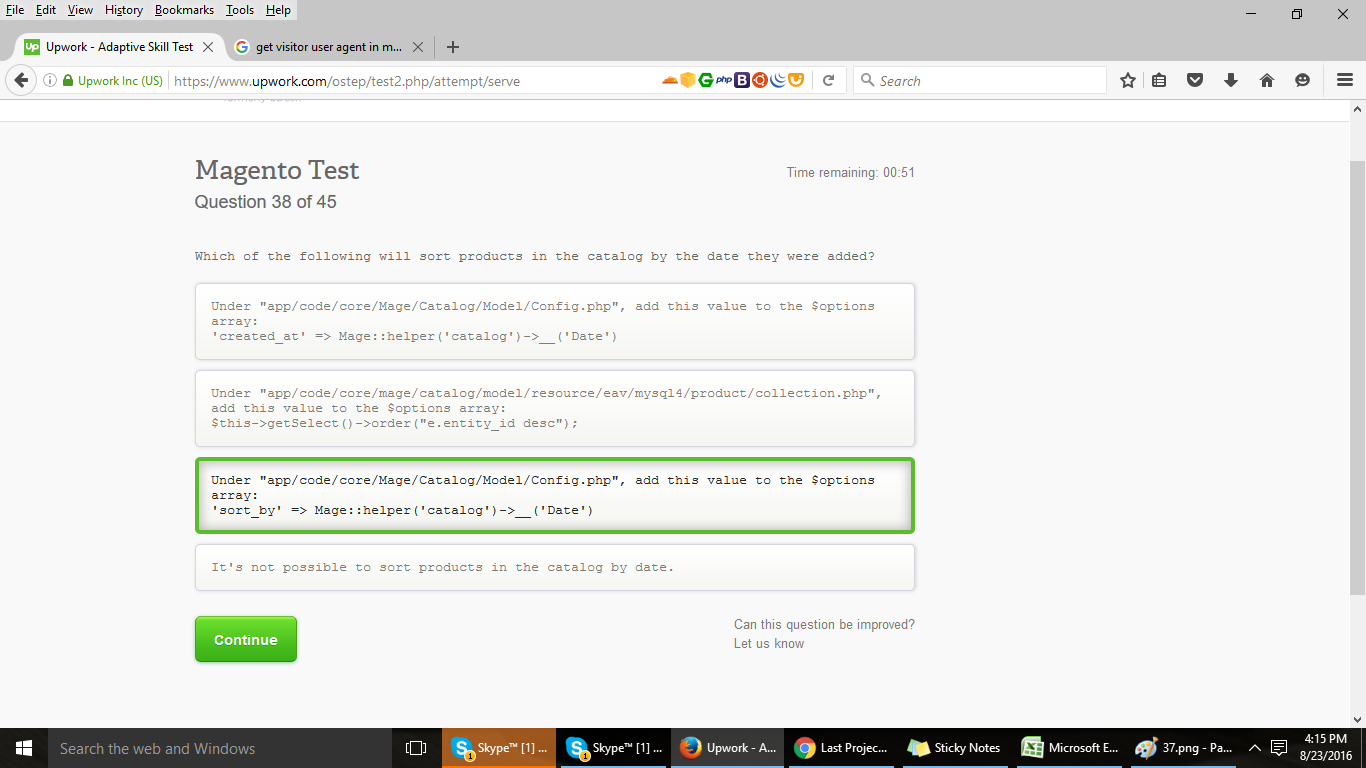 File Edit View History Bookmarks Tools Help
Up Upwork - Adaptive Skill Test
get visitor user agent in m...
Upwork Inc (US) https://www.upwork.com/ostep/test2.php/attempt/serve
php B
Search
Magento Test
Time remaining: 00:51
Question 38 of 45
Which of the following will sort products in the catalog by the date they were added?
Under "app/code/core/Mage/Catalog/Model/Config.php", add this value to the $options
array:
'created_at' => Mage::helper('catalog')->__('Date')
Under "app/code/core/mage/catalog/model/resource/eav/mysql4/product/collection.php",
add this value to the $options array:
$this->getSelect()->order("e.entity_id desc");
Under "app/code/core/Mage/Catalog/Model/Config.php", add this value to the $options
array:
'sort_by' => Mage::helper('catalog')->__('Date')
It's not possible to sort products in the catalog by date.
Continue
Can this question be improved?
Let us know
Search the web and Windows
Skype™ [1] ...
Skype™ [1] ...
Upwork - A...
Last Projec...
Sticky Notes
Microsoft E...
37.png - Pa...
4:15 PM
8/23/2016